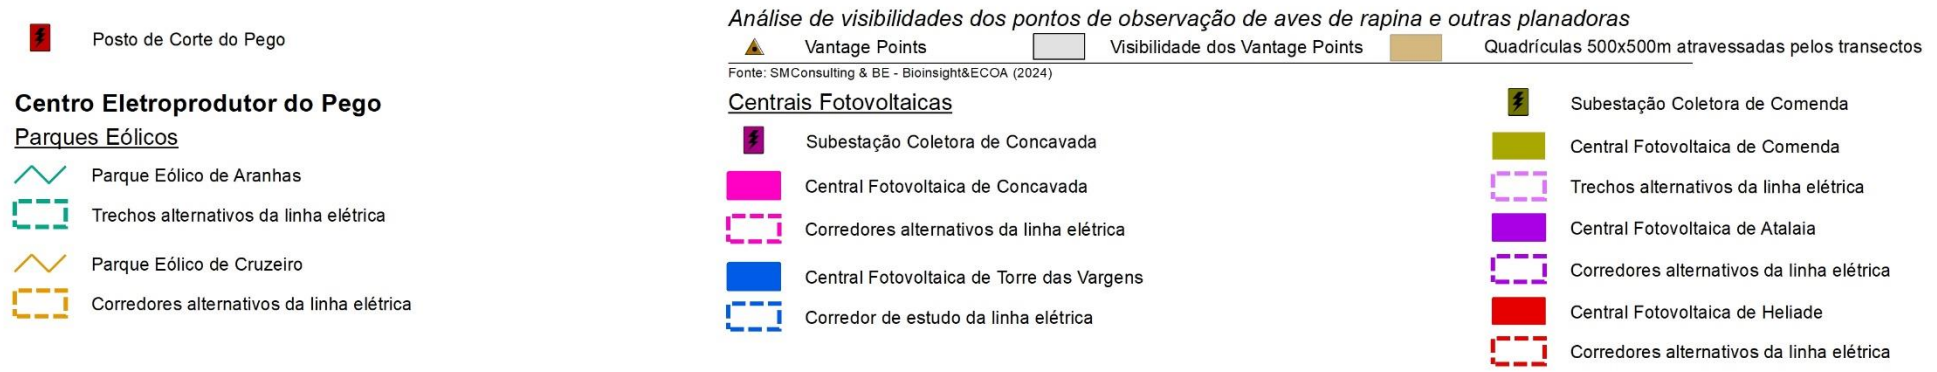 Posto de Corte do Pego
Centro Eletroprodutor do Pego
Parques Eólicos
Parque Eólico de Aranhas
Trechos alternativos da linha elétrica
Parque Eólico de Cruzeiro
Corredores alternativos da linha elétrica
Análise de visibilidades dos pontos de observação de aves de rapina e outras planadoras
Vantage Points
Visibilidade dos Vantage Points
Quadrículas 500x500m atravessadas pelos transectos
Fonte: SMConsulting & BE - Bioinsight&ECOA (2024)
Centrais Fotovoltaicas
Subestação Coletora de Concavada
Central Fotovoltaica de Concavada
Corredores alternativos da linha elétrica
Central Fotovoltaica de Torre das Vargens
Corredor de estudo da linha elétrica
Subestação Coletora de Comenda
Central Fotovoltaica de Comenda
Trechos alternativos da linha elétrica
Central Fotovoltaica de Atalaia
Corredores alternativos da linha elétrica
Central Fotovoltaica de Heliade
Corredores alternativos da linha elétrica